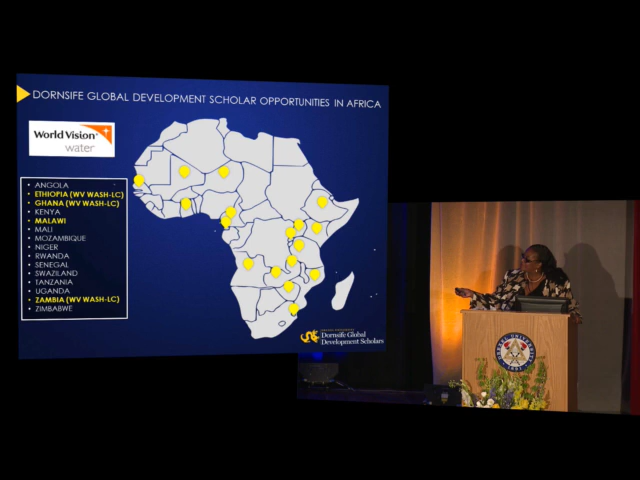 DORNSIFE GLOBAL DEVELOPMENT SCHOLAR OPPORTUNITIES IN AFRICA
World Vision
water
• ANGOLA
• ETHIOPIA (WV WASH-LC)
• GHANA (WV WASH-LC)
• KENYA
• MALAWI
• MALI
• MOZAMBIQUE
• NIGER
• RWANDA
• SENEGAL
• SWAZILAND
• TANZANIA
• UGANDA
• ZAMBIA (WV WASH-LC)
• ZIMBABWE
Dornsife Global
Development Scholars